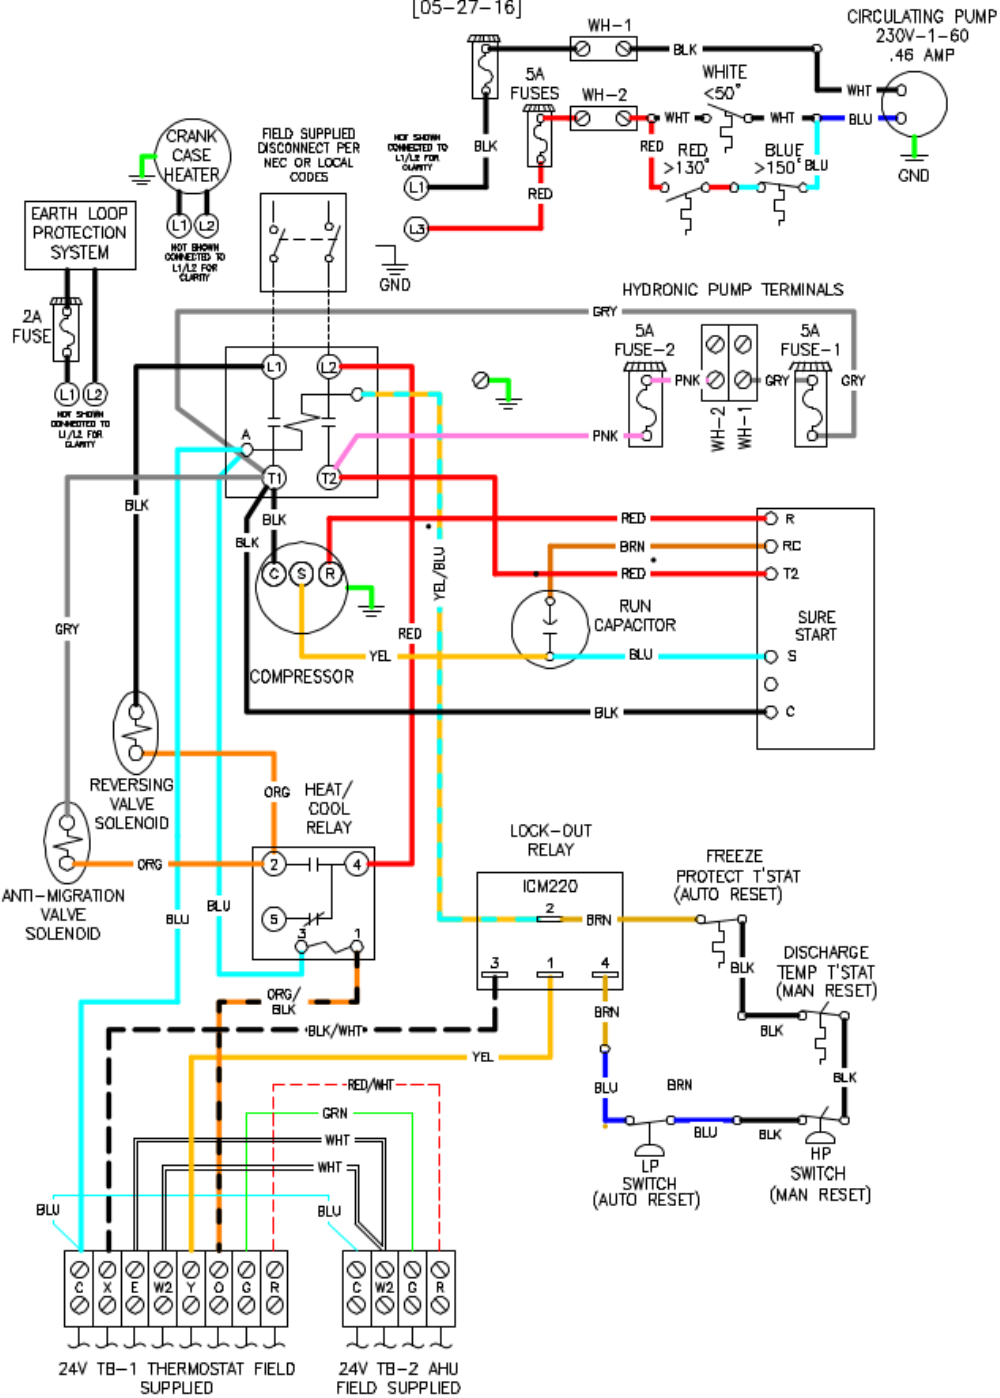 [05-27-16]
CIRCULATING PUMP
230V-1-60
.46 AMP
WH-1
BLK
WHT
5A
FUSES
WH-2
WHITE
<50°
WHT
WHT
BLU
BLK
RED
RED
>130°
BLUE
>150°
BLU
RED
GND
CRANK
CASE
HEATER
L1
L2
NOT SHOWN
CONNECTED TO
L1/L2 FOR
CLARITY
FIELD SUPPLIED
DISCONNECT PER
NEC OR LOCAL
CODES
NOT SHOWN
CONNECTED TO
L1/L2 FOR
CLARITY
L1
L3
GND
EARTH LOOP
PROTECTION
SYSTEM
2A
FUSE
L1
L2
NOT SHOWN
CONNECTED TO
L1/L2 FOR
CLARITY
HYDRONIC PUMP TERMINALS
GRY
5A
FUSE-2
5A
FUSE-1
PNK
GRY
GRY
WH-2
WH-1
PNK
L1
L2
A
T1
T2
BLK
BLK
BLK
C
S
R
COMPRESSOR
YEL/BLU
RED
RED
R
BRN
RC
RED
T2
RUN
CAPACITOR
SURE
START
YEL
BLU
S
BLK
C
GRY
REVERSING
VALVE
SOLENOID
ORG
HEAT/
COOL
RELAY
ANTI-MIGRATION
VALVE
SOLENOID
ORG
2
4
5
3
1
BLU
BLU
ORG/
BLK
LOCK-OUT
RELAY
ICM220
2
BRN
3
1
4
FREEZE
PROTECT T'STAT
(AUTO RESET)
BLK
DISCHARGE
TEMP T'STAT
(MAN RESET)
BLK
BLK
BRN
BLU
BRN
BLU
BLK
LP
SWITCH
(AUTO RESET)
HP
SWITCH
(MAN RESET)
BLK/WHT
YEL
RED/WHT
GRN
WHT
WHT
BLU
BLU
C
X
E
W2
Y
O
G
R
C
W2
G
R
24V TB-1 THERMOSTAT FIELD
SUPPLIED
24V TB-2 AHU
FIELD SUPPLIED